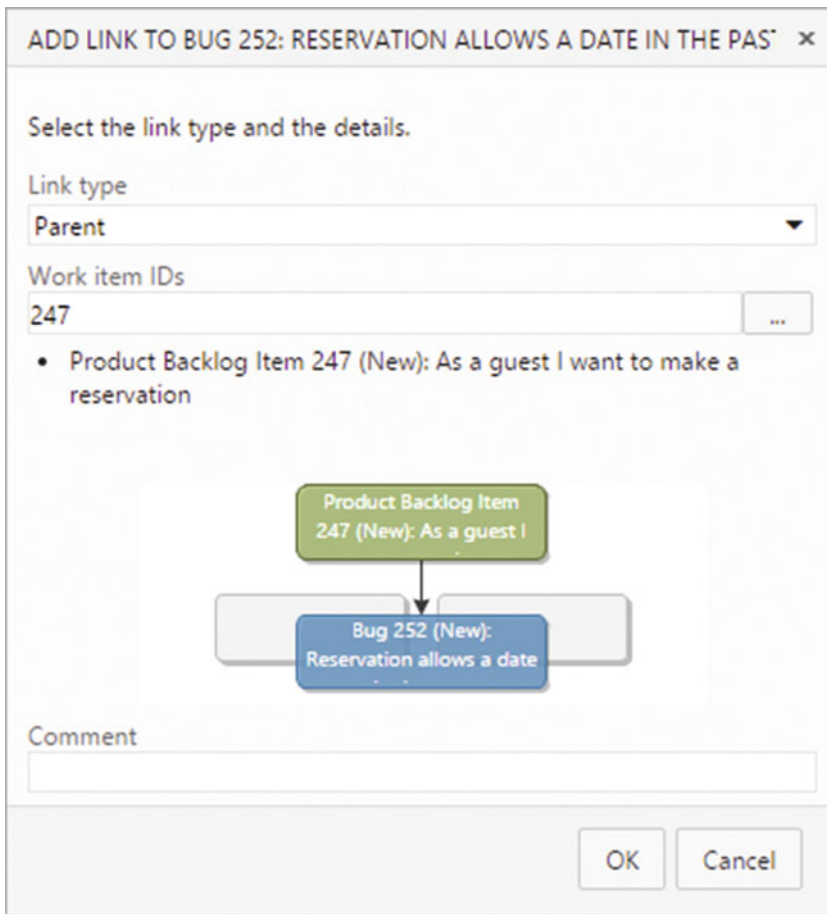 ADD LINK TO BUG 252: RESERVATION ALLOWS A DATE IN THE PAS
Select the link type and the details.
Link type
Parent
Work item IDs
247
...
• Product Backlog Item 247 (New): As a guest I want to make a
reservation
Product Backlog Item
247 (New): As a guest I
Bug 252 (New):
Reservation allows a date
Comment
OK
Cancel